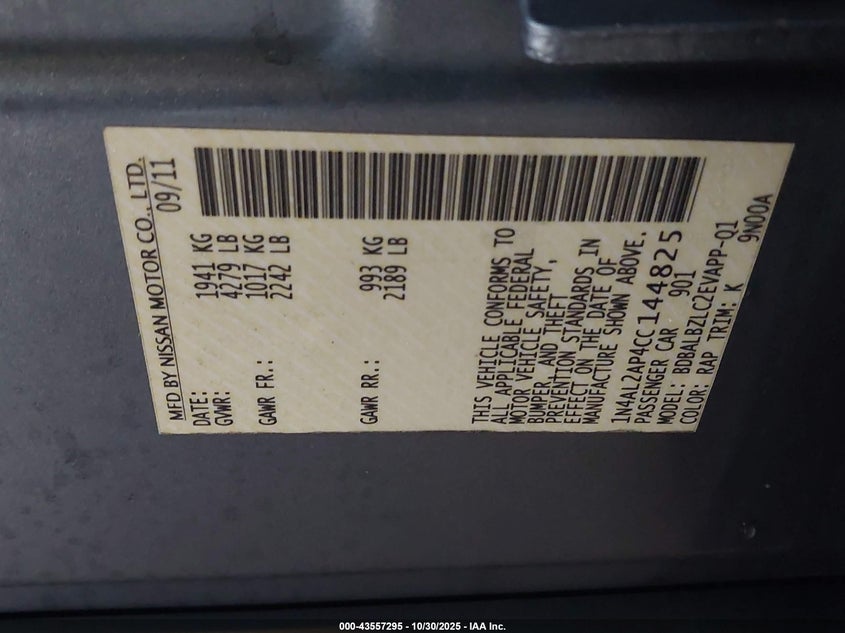 MFD BY NISSAN MOTOR CO., LTD.
DATE: 09/11
GVWR: 1941 KG
4279 LB
GAWR FR.: 1017 KG
2242 LB
GAWR RR.: 993 KG
2189 LB
THIS VEHICLE CONFORMS TO
ALL APPLICABLE FEDERAL
MOTOR VEHICLE SAFETY,
BUMPER, AND THEFT
PREVENTION STANDARDS IN
EFFECT ON THE DATE OF
MANUFACTURE SHOWN ABOVE.
1N4AL2AP4CC144825
PASSENGER CAR 901
MODEL: BDBALBZLC2EVAPP-Q1
COLOR: RAP TRIM: K 9N00A
000-43557295 - 10/30/2025 - IAA Inc.